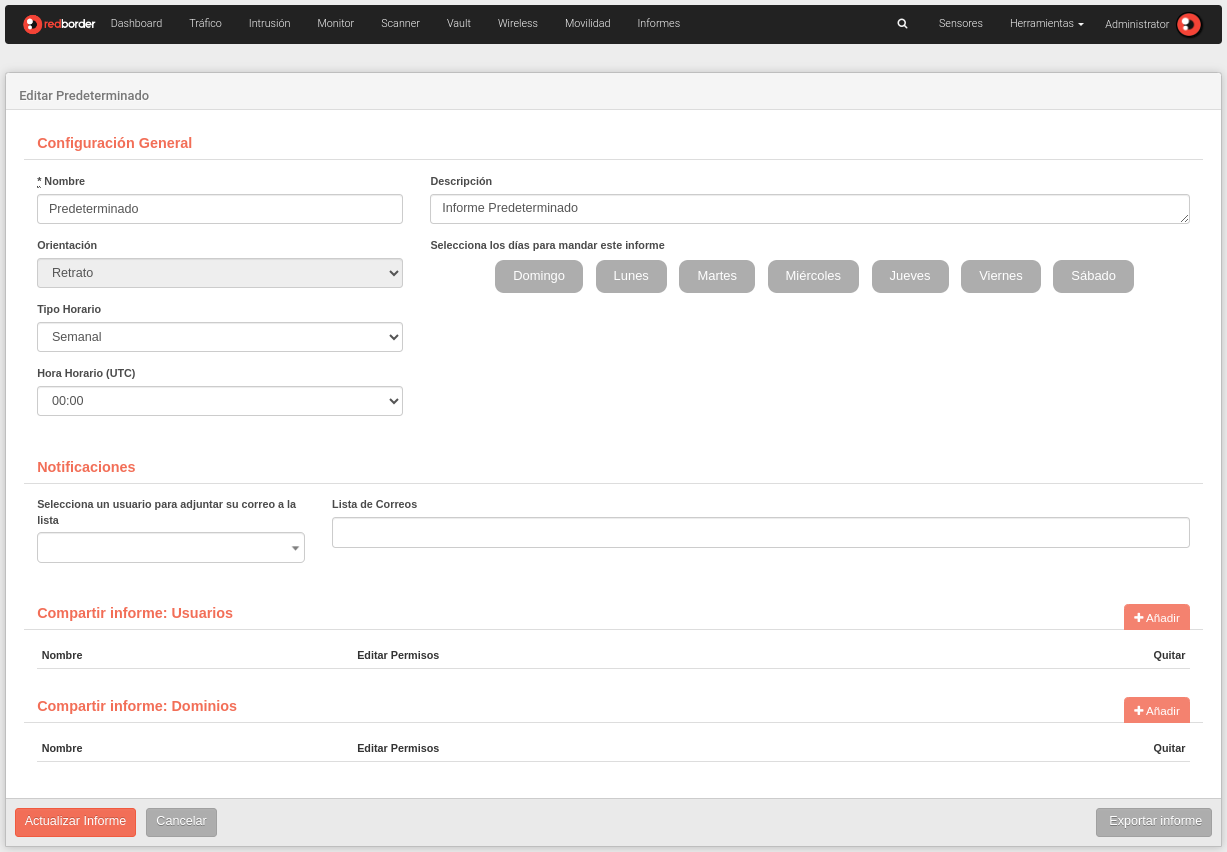 redborder Dashboard Tráfico Intrusión Monitor Scanner Vault Wireless Movilidad Informes Sensores Herramientas Administrator
Editar Predeterminado
Configuración General
* Nombre Descripción
Predeterminado Informe Predeterminado
Orientación Selecciona los días para mandar este informe
Retrato Domingo Lunes Martes Miércoles Jueves Viernes Sábado
Tipo Horario
Semanal
Hora Horario (UTC)
00:00
Notificaciones
Selecciona un usuario para adjuntar su correo a la Lista de Correos
lista
Compartir informe: Usuarios Añadir
Nombre Editar Permisos Quitar
Compartir informe: Dominios Añadir
Nombre Editar Permisos Quitar
Actualizar Informe Cancelar Exportar informe